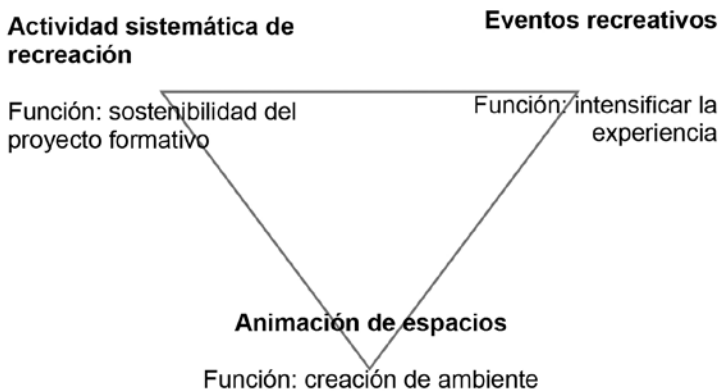 Actividad sistemática de
recreación
Función: sostenibilidad del
proyecto formativo
Eventos recreativos
Función: intensificar la
experiencia
Animación de espacios
Función: creación de ambiente